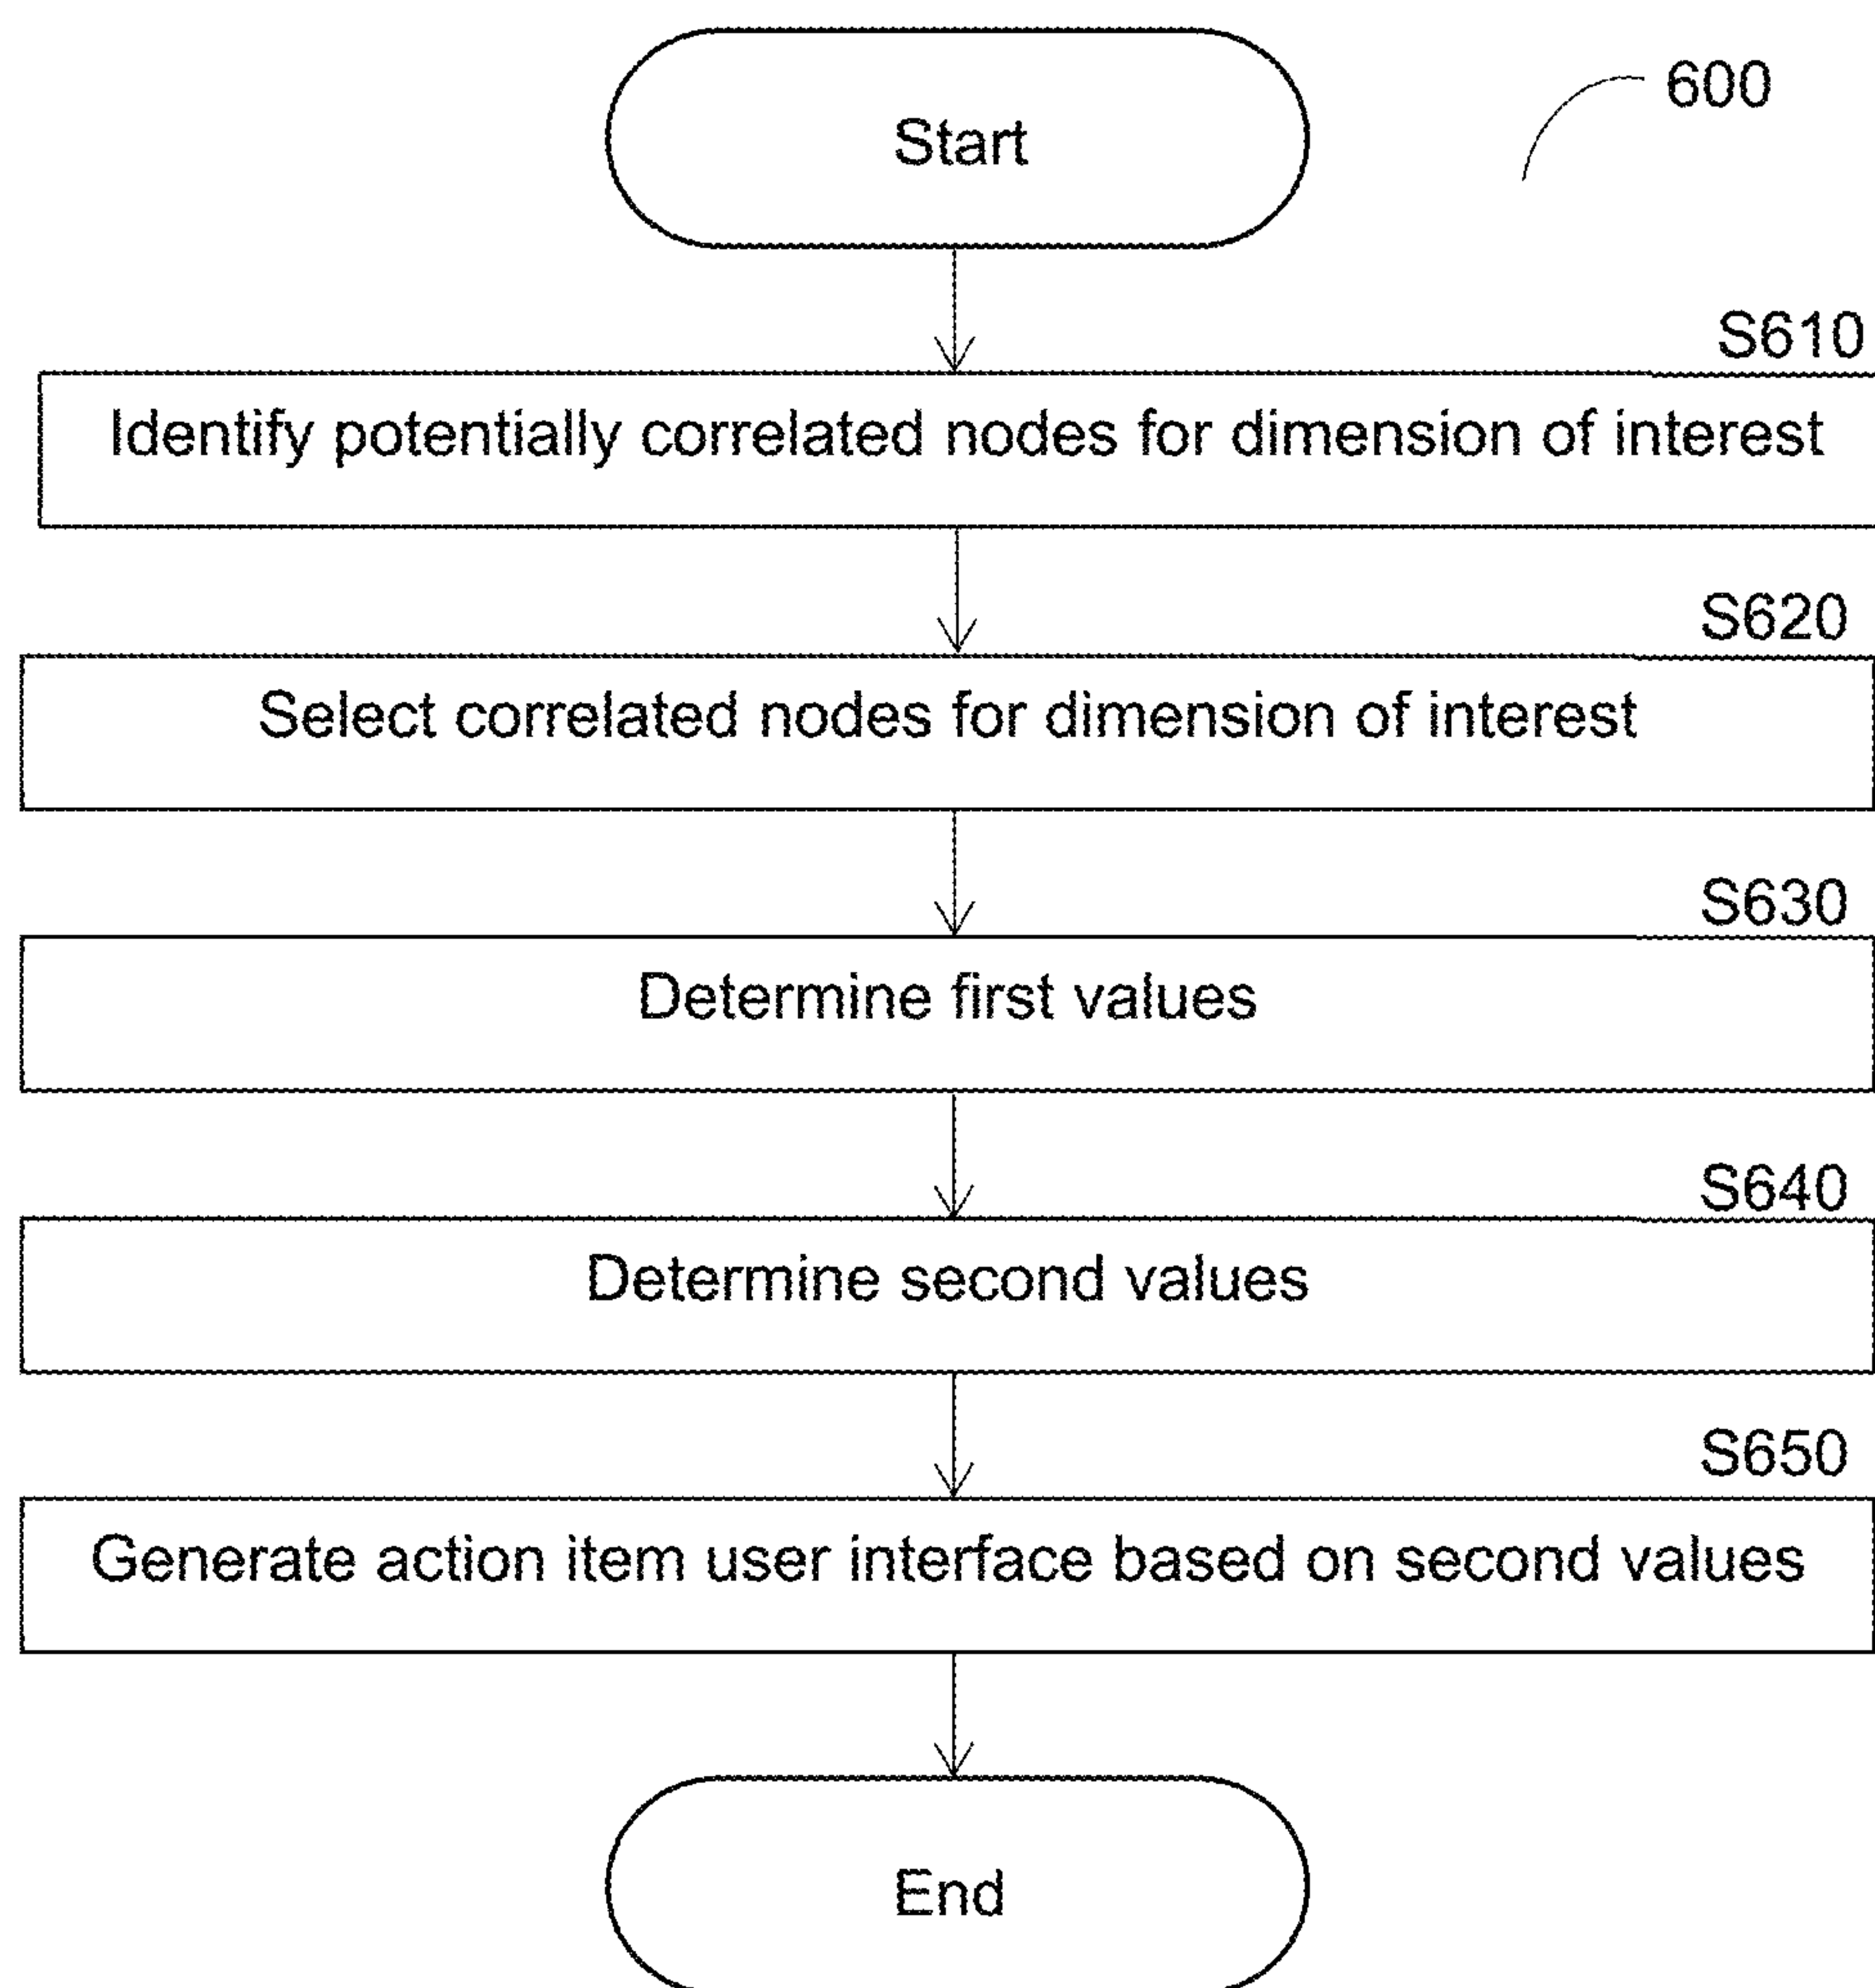 Start
600
S610
Identify potentially correlated nodes for dimension of interest
S620
Select correlated nodes for dimension of interest
S630
Determine first values
S640
Determine second values
S650
Generate action item user interface based on second values
End